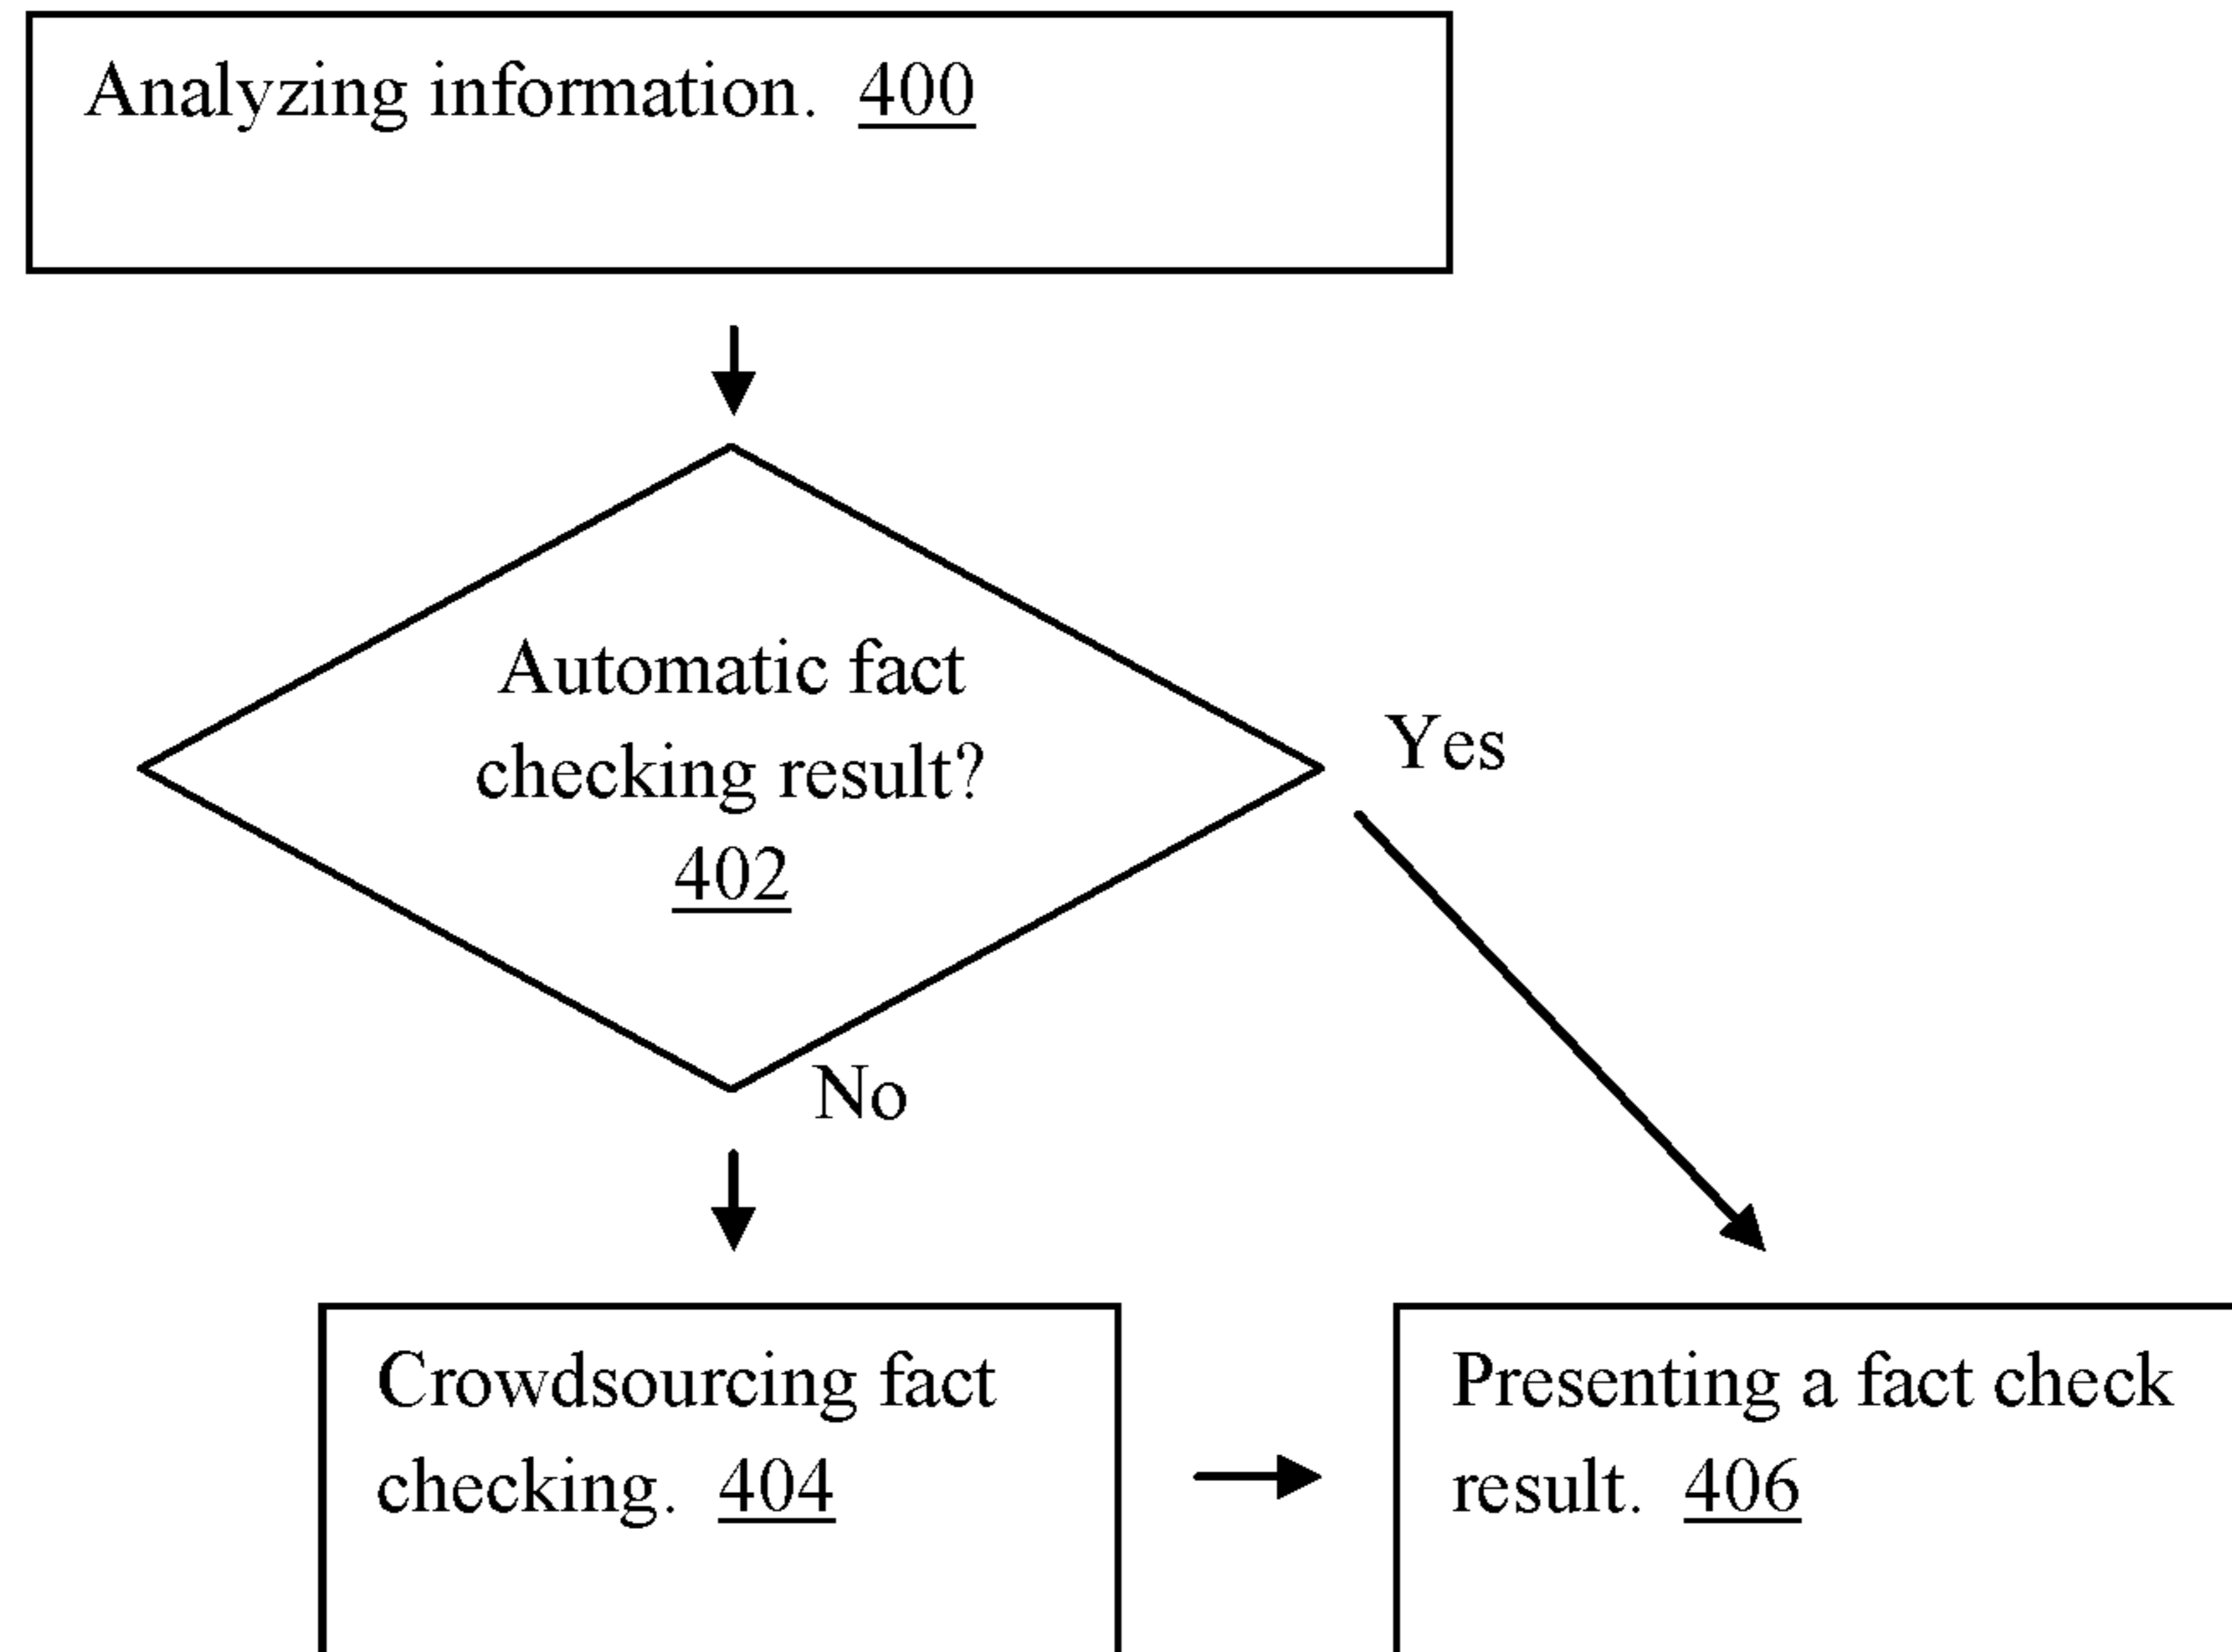 Analyzing information. 400
Automatic fact
checking result?
402
Yes
No
Crowdsourcing fact
checking. 404
Presenting a fact check
result. 406